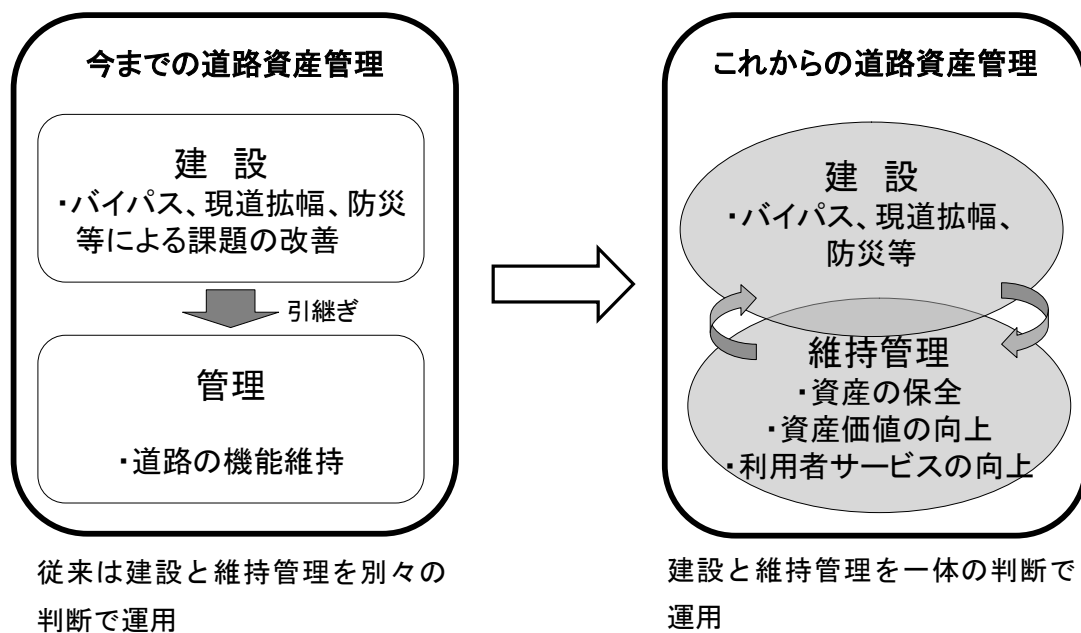 今までの道路資産管理
建 設
・バイパス、現道拡幅、防災
等による課題の改善
引継ぎ
管理
・道路の機能維持
従来は建設と維持管理を別々の
判断で運用
これからの道路資産管理
建 設
・バイパス、現道拡幅、
防災等
維持管理
・資産の保全
・資産価値の向上
・利用者サービスの向上
建設と維持管理を一体の判断で
運用